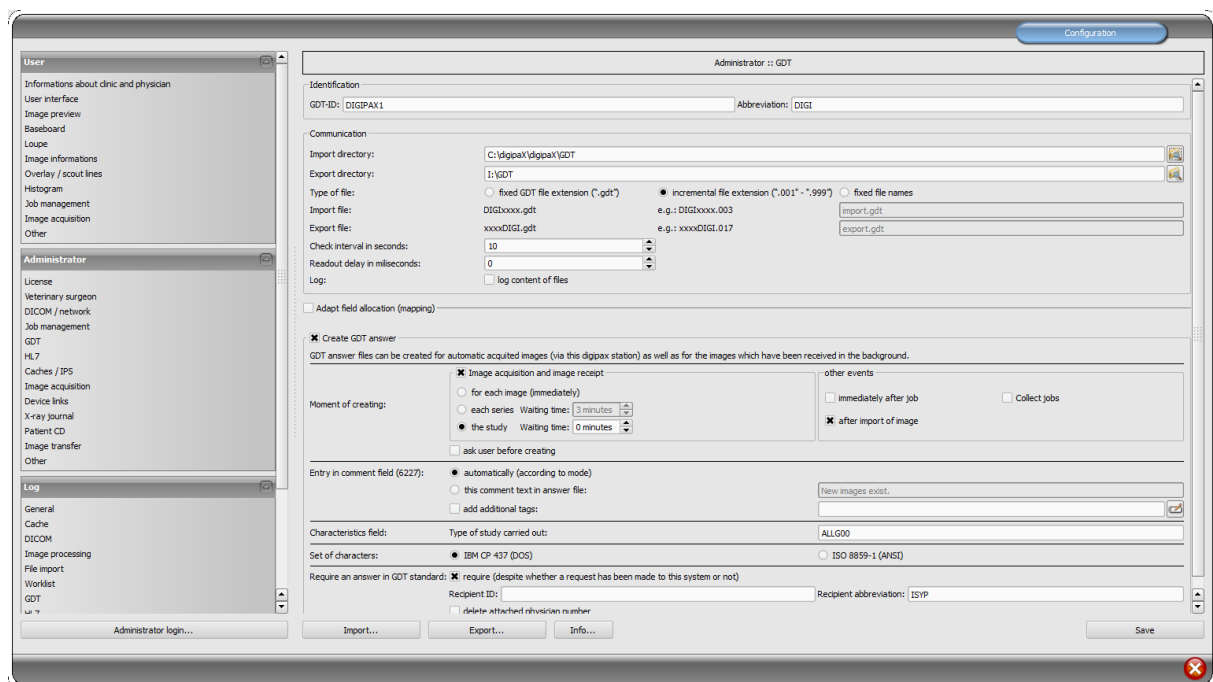 Configuration
User
Informations about clinic and physician
User interface
Image preview
Baseboard
Loupe
Image informations
Overlay / scout lines
Histogram
Job management
Image acquisition
Other
Administrator
License
Veterinary surgeon
DICOM / network
Job management
GDT
HL7
Caches / IPS
Image acquisition
Device links
X-ray journal
Patient CD
Image transfer
Other
Log
General
Cache
DICOM
Image processing
File import
Worklist
GDT
HL7
Administrator login...
Administrator :: GDT
Identification
GDT-ID: DIGIPAX1 Abbreviation: DIGI
Communication
Import directory: C:\digipaX\digipaX\GDT
Export directory: I:\GDT
Type of file: fixed GDT file extension (".gdt") incremental file extension (".001" - ".999") fixed file names
Import file: DIGIxxxx.gdt e.g.: DIGIxxxx.003 import.gdt
Export file: xxxxDIGI.gdt e.g.: xxxxDIGI.017 export.gdt
Check interval in seconds: 10
Readout delay in miliseconds: 0
Log: log content of files
Adapt field allocation (mapping)
Create GDT answer
GDT answer files can be created for automatic acquited images (via this digipax station) as well as for the images which have been received in the background.
Moment of creating:
Image acquisition and image receipt
for each image (immediately)
each series Waiting time: 3 minutes
the study Waiting time: 0 minutes
other events
immediately after job Collect jobs
after import of image
ask user before creating
Entry in comment field (6227): automatically (according to mode)
this comment text in answer file: New images exist.
add additional tags:
Characteristics field: Type of study carried out: ALLG00
Set of characters: IBM CP 437 (DOS) ISO 8859-1 (ANSI)
Require an answer in GDT standard: require (despite whether a request has been made to this system or not)
Recipient ID: Recipient abbreviation: ISYP
delete attached physician number
Import... Export... Info... Save